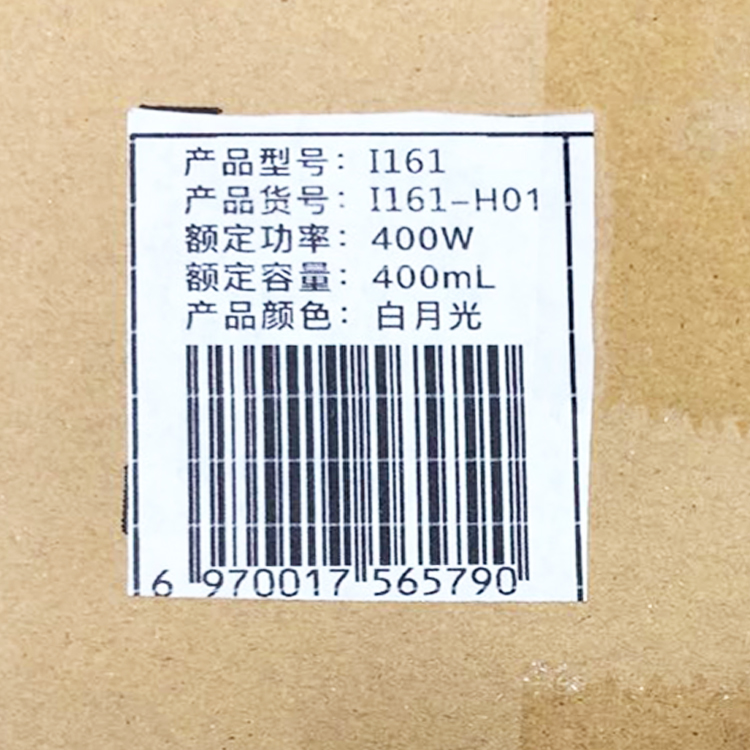 产品型号：I161
产品货号：I161-H01
额定功率：400W
额定容量：400mL
产品颜色：白月光
6 970017 565790